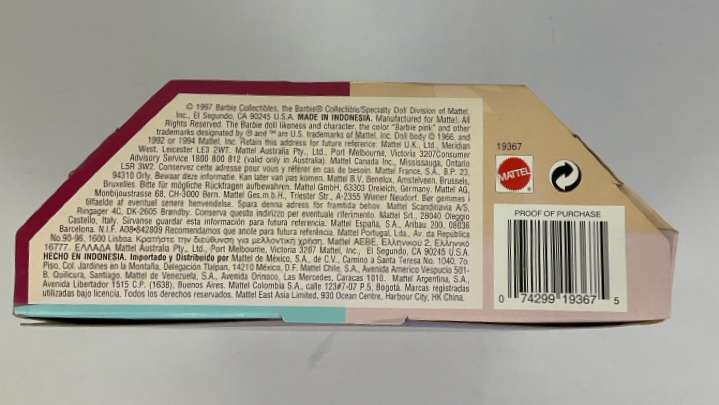 © 1997 Barbie Collectibles, the Barbie® Collectible/Specialty Doll Division of Mattel,
Inc., El Segundo, CA 90245 U.S.A. MADE IN INDONESIA. Manufactured for Mattel. All
Rights Reserved. The Barbie doll likeness and character, the color "Barbie pink" and other
trademarks designated by ® and ™ are U.S. trademarks of Mattel, Inc. Doll body © 1966, and
1992 or 1994 Mattel, Inc. Retain this address for future reference: Mattel U.K., Ltd., Meridian
West, Leicester LE3 2WT. Mattel Australia Pty., Ltd., Port Melbourne, Victoria 3207.Consumer
Advisory Service 1800 800 812 (valid only in Australia). Mattel Canada Inc., Mississauga, Ontario
L5R 3W2. Conservez cette adresse pour vous y référer en cas de besoin. Mattel France, S.A., B.P. 23,
94310 Orly. Bewaar deze informatie. Kan later van pas komen. Mattel B.V. Benelux, Amstelveen, Brussels,
Bruxelles. Bitte für mögliche Rückfragen aufbewahren. Mattel GmbH, 63303 Dreieich, Germany. Mattel AG,
Monbijoustrasse 68, CH-3000 Bern. Mattel Ges.m.b.H., Triester Str., A-2355 Wiener Neudorf. Bør gemmes i
tilfælde af eventuel senere henvendelse. Spara denna adress för framtida behov. Mattel Scandinavia A/S,
Ringager 4C, DK-2605 Brøndby. Conserva questo indirizzo per eventuale riferimento. Mattel Srl., 28040 Oleggio
Castello, Italy. Sírvanse guardar esta información para futura referencia. Mattel España, S.A., Aribau 200, 08036
Barcelona. N.I.F. A08-842809 Recomendamos que anote para futura referência Mattel Portugal, Lda., Av. da República
No.90-96, 1600 Lisboa. Κρατήστε την διεύθυνση για μελλοντική χρήση. Mattel AEBE, Ελληνικού 2, Ελληνικό
16777. ΕΛΛΑΔΑ Mattel Australia Pty., Ltd., Port Melbourne, Victoria 3207 Mattel, Inc., El Segundo, CA 90245 U.S.A.
HECHO EN INDONESIA. Importado y Distribuido por Mattel de México, S.A., de C.V., Camino a Santa Teresa No. 1040, 7o
Piso, Col. Jardines en la Montaña, Delegación Tlalpan, 14210 México, D.F. Mattel Chile, S.A., Avenida Americo Vespucio 501-
B, Quilicura, Santiago. Mattel de Venezuela, S.A., Avenida Orinoco, Las Mercedes, Caracas 1010. Mattel Argentina, S.A.,
Avenida Libertador 1515 C.P. (1638), Buenos Aires. Mattel Colombia S.A., calle 123#7-07 P.5, Bogotá. Marcas registradas
utilizadas bajo licencia. Todos los derechos reservados. Mattel East Asia Limited, 930 Ocean Centre, Harbour City, HK China.
19367
MATTEL
PROOF OF PURCHASE
0 74299 19367 5